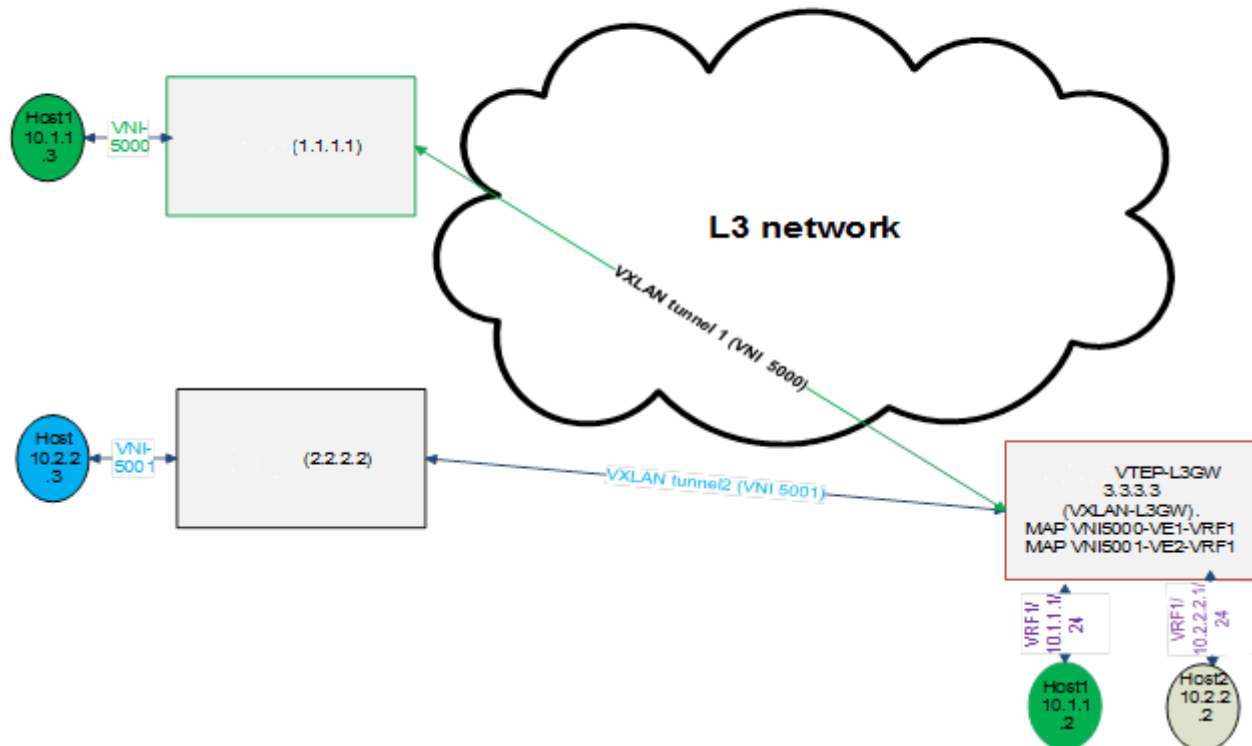 Host1
10.1.1
.3
VNI-
5000
(1.1.1.1)
L3 network
VXLAN tunnel 1 (VNI 5000)
Host
10.2.2
.3
VNI-
5001
(2.2.2.2)
VXLAN tunnel2 (VNI 5001)
VTEP-L3GW
3.3.3.3
(VXLAN-L3GW).
MAP VNI5000-VE1-VRF1
MAP VNI5001-VE2-VRF1
VRF1/
10.1.1.1/
24
VRF1/
10.2.2.2.1/
24
Host1
10.1.1
.2
Host2
10.2.2
.2